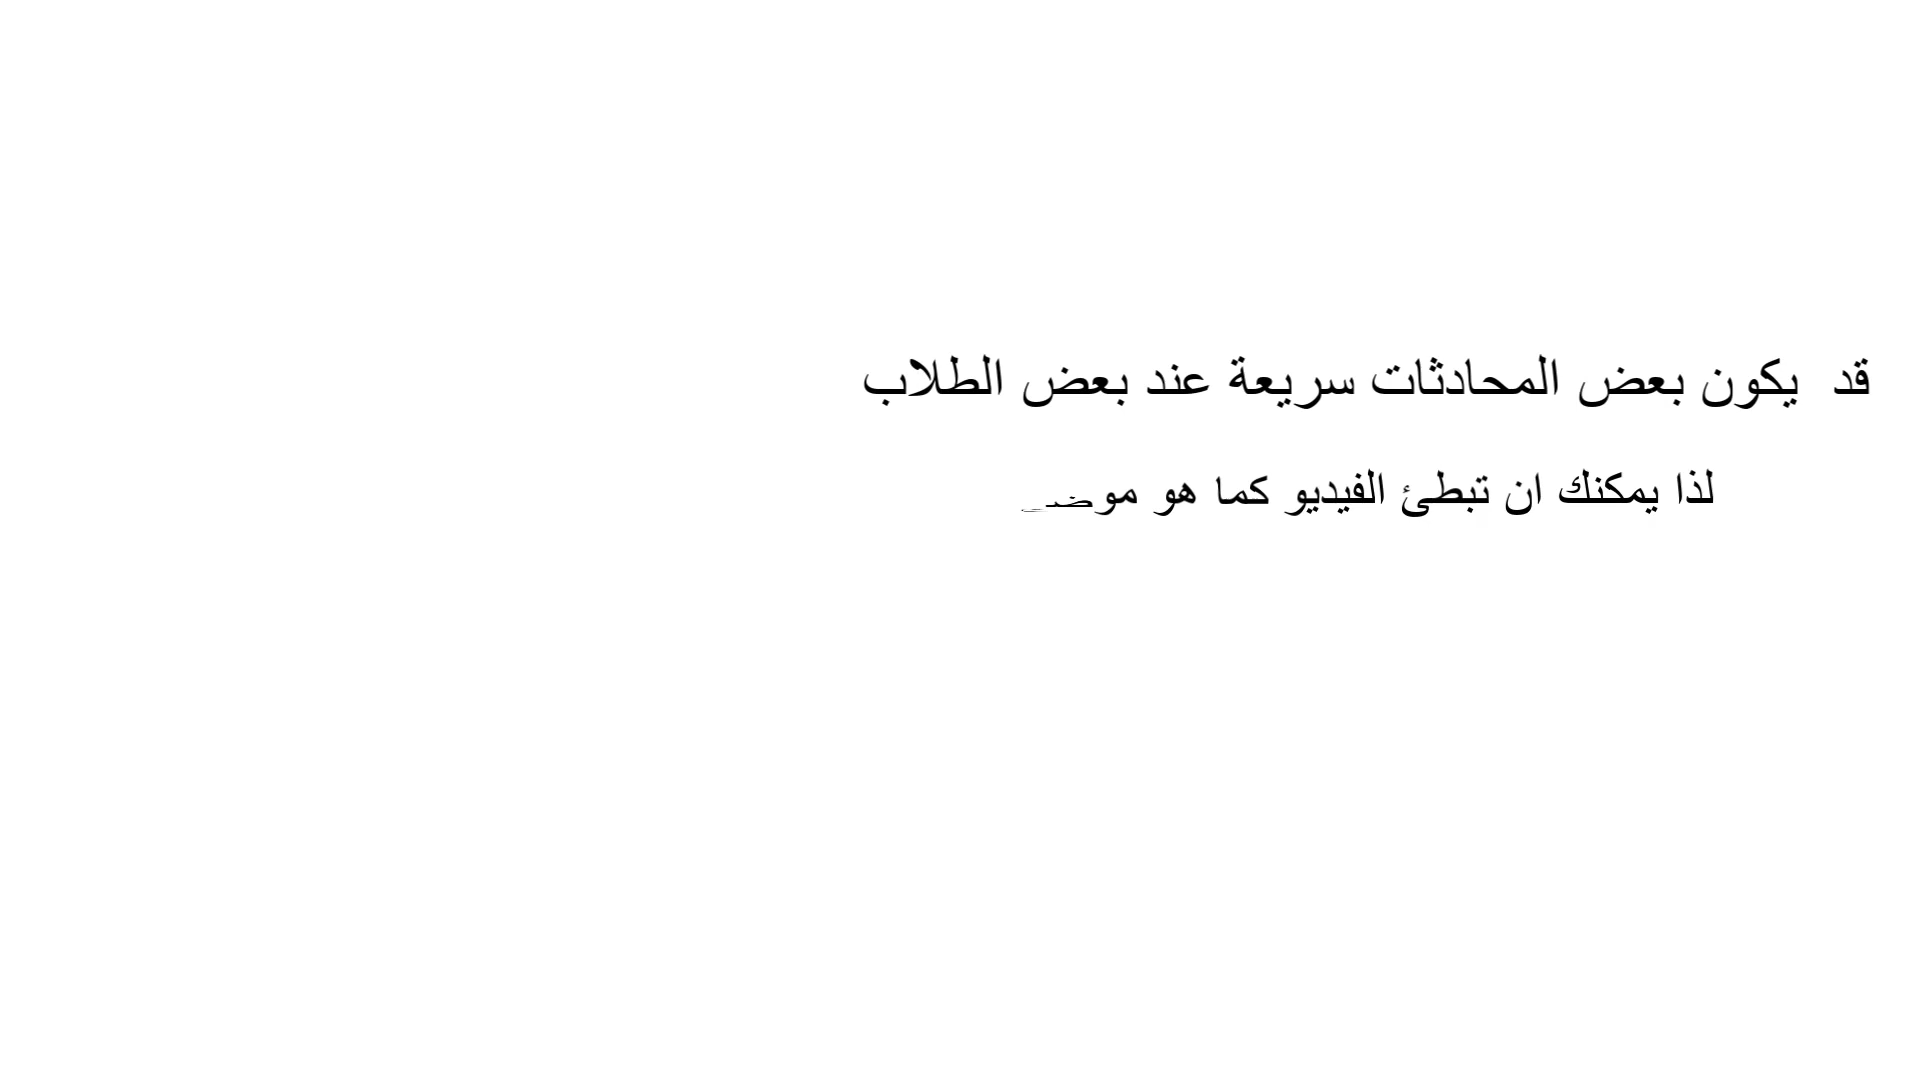 قد يكون بعض المحادثات سريعة عند بعض الطلاب
لذا يمكنك ان تبطئ الفيديو كما هو